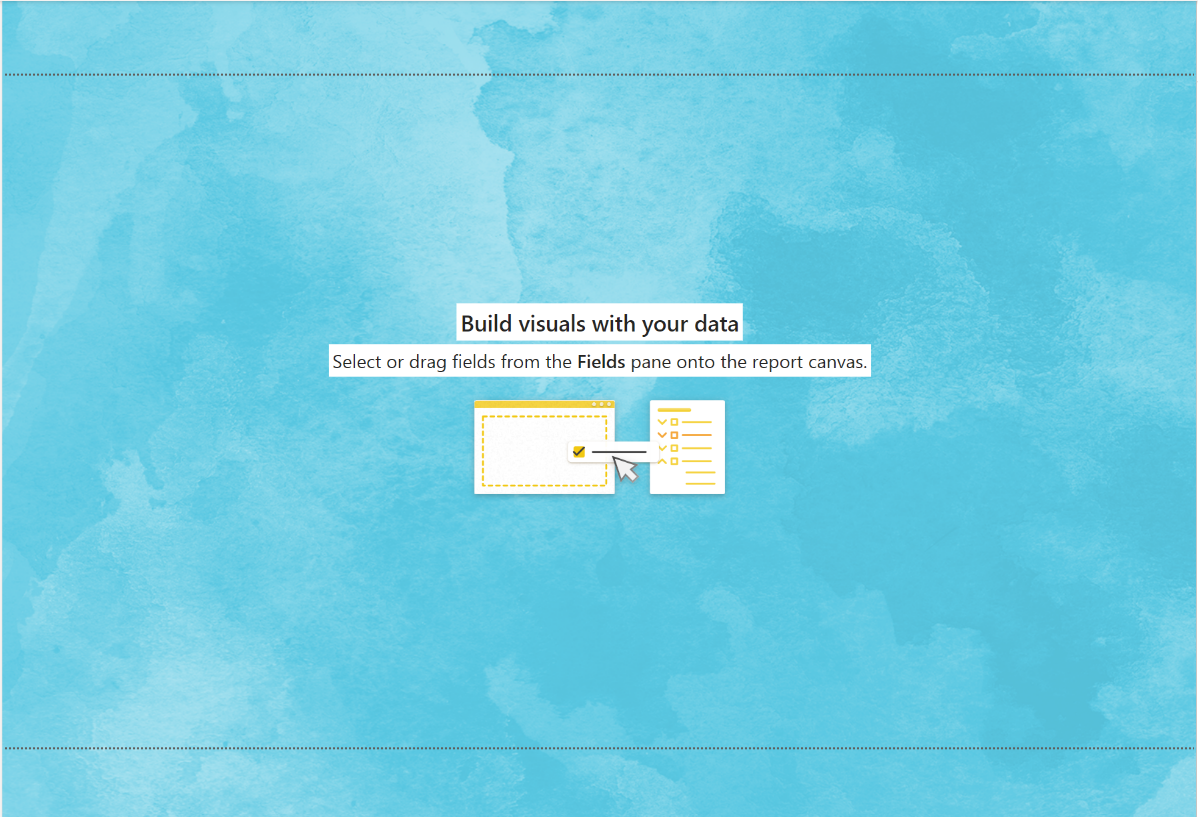 Build visuals with your data
Select or drag fields from the Fields pane onto the report canvas.